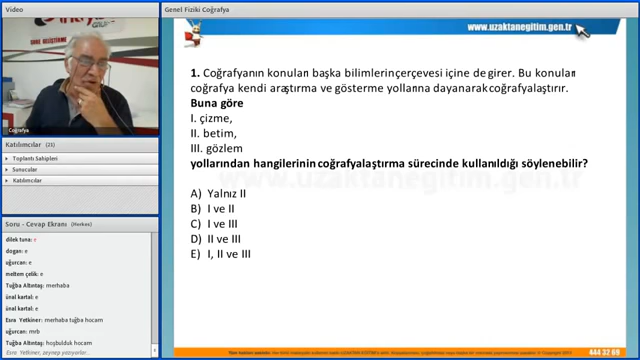 Video
Genel Fiziki Coğrafya
www.uzaktanegitim.gen.tr
Coğrafya
1. Coğrafyanın konuları başka bilimlerin çerçevesi içine de girer. Bu konuları
coğrafya kendi araştırma ve gösterme yollarına dayanarak coğrafyalaştırır.
Buna göre
I. çizme,
II. betim,
III. gözlem
yollarından hangilerinin coğrafyalaştırma sürecinde kullanıldığı söylenebilir?
www.uzaktanegitim.gen.tr
A) Yalnız II
B) I ve II
C) I ve III
D) II ve III
E) I, II ve III
Katılımcılar (21)
Toplantı Sahipleri
Sunucular
Katılımcılar
Soru - Cevap Ekranı (Herkes)
dilek tuna: e
dogan: e
uğurcan: e
meltem çelik: e
Tuğba Altıntaş: merhaba
ünal kartal: e
ünal kartal: e
Esra Yetkiner: merhaba tuğba hocam
uğurcan: mrb
Tuğba Altıntaş: hoşbulduk hocam
Esra Yetkiner, zeynep yazıyorlar...
444 32 69